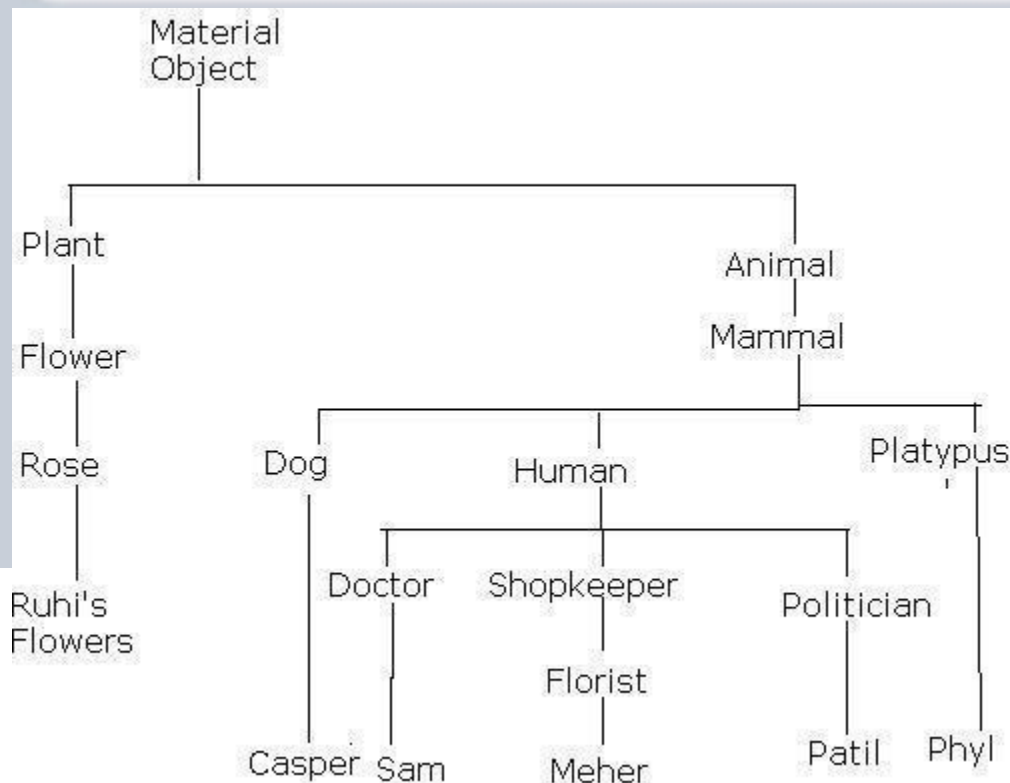 Material
Object
Plant
Animal
Mammal
Flower
Dog
Human
Platypus
Rose
Doctor
Shopkeeper
Politician
Ruhi's
Flowers
Florist
Casper
Sam
Meher
Patil
Phyl